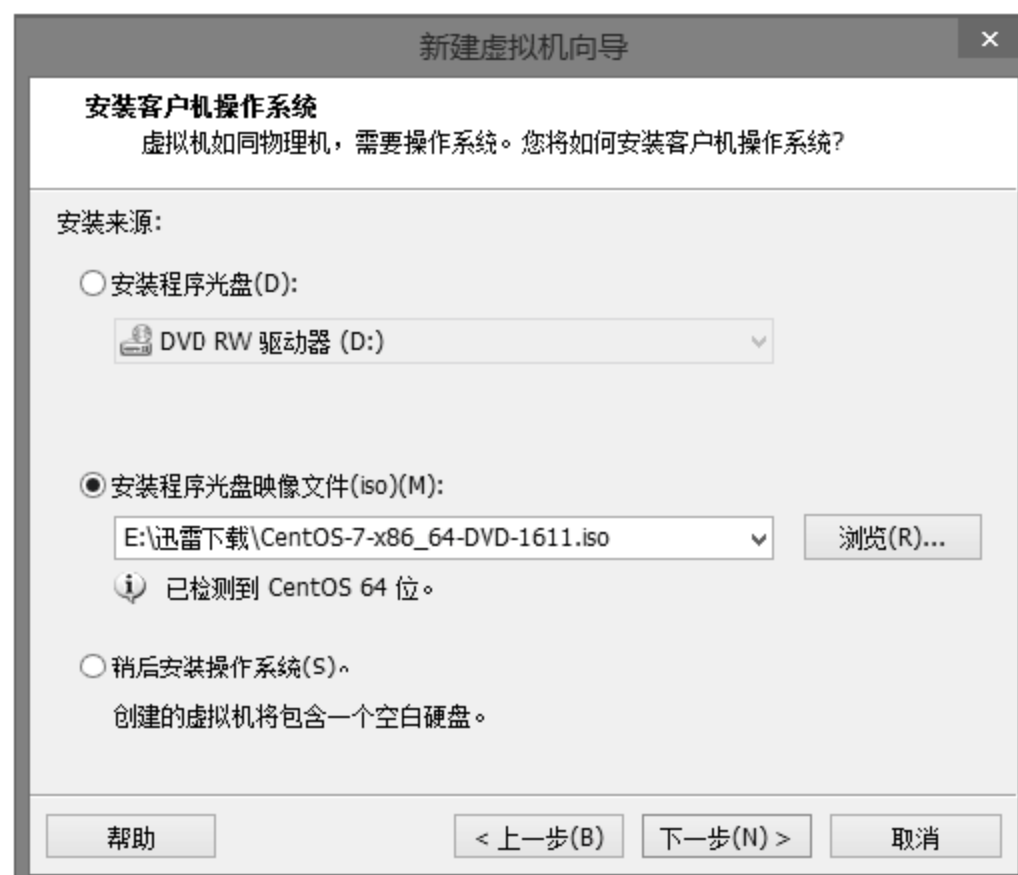 新建虚拟机向导
安装客户机操作系统
虚拟机如同物理机，需要操作系统。您将如何安装客户机操作系统?
安装来源:
安装程序光盘(D):
DVD RW 驱动器 (D:)
安装程序光盘映像文件(iso)(M):
E:\迅雷下载\CentOS-7-x86_64-DVD-1611.iso
浏览(R)...
已检测到 CentOS 64 位。
稍后安装操作系统(S)。
创建的虚拟机将包含一个空白硬盘。
帮助 < 上一步(B) 下一步(N) > 取消